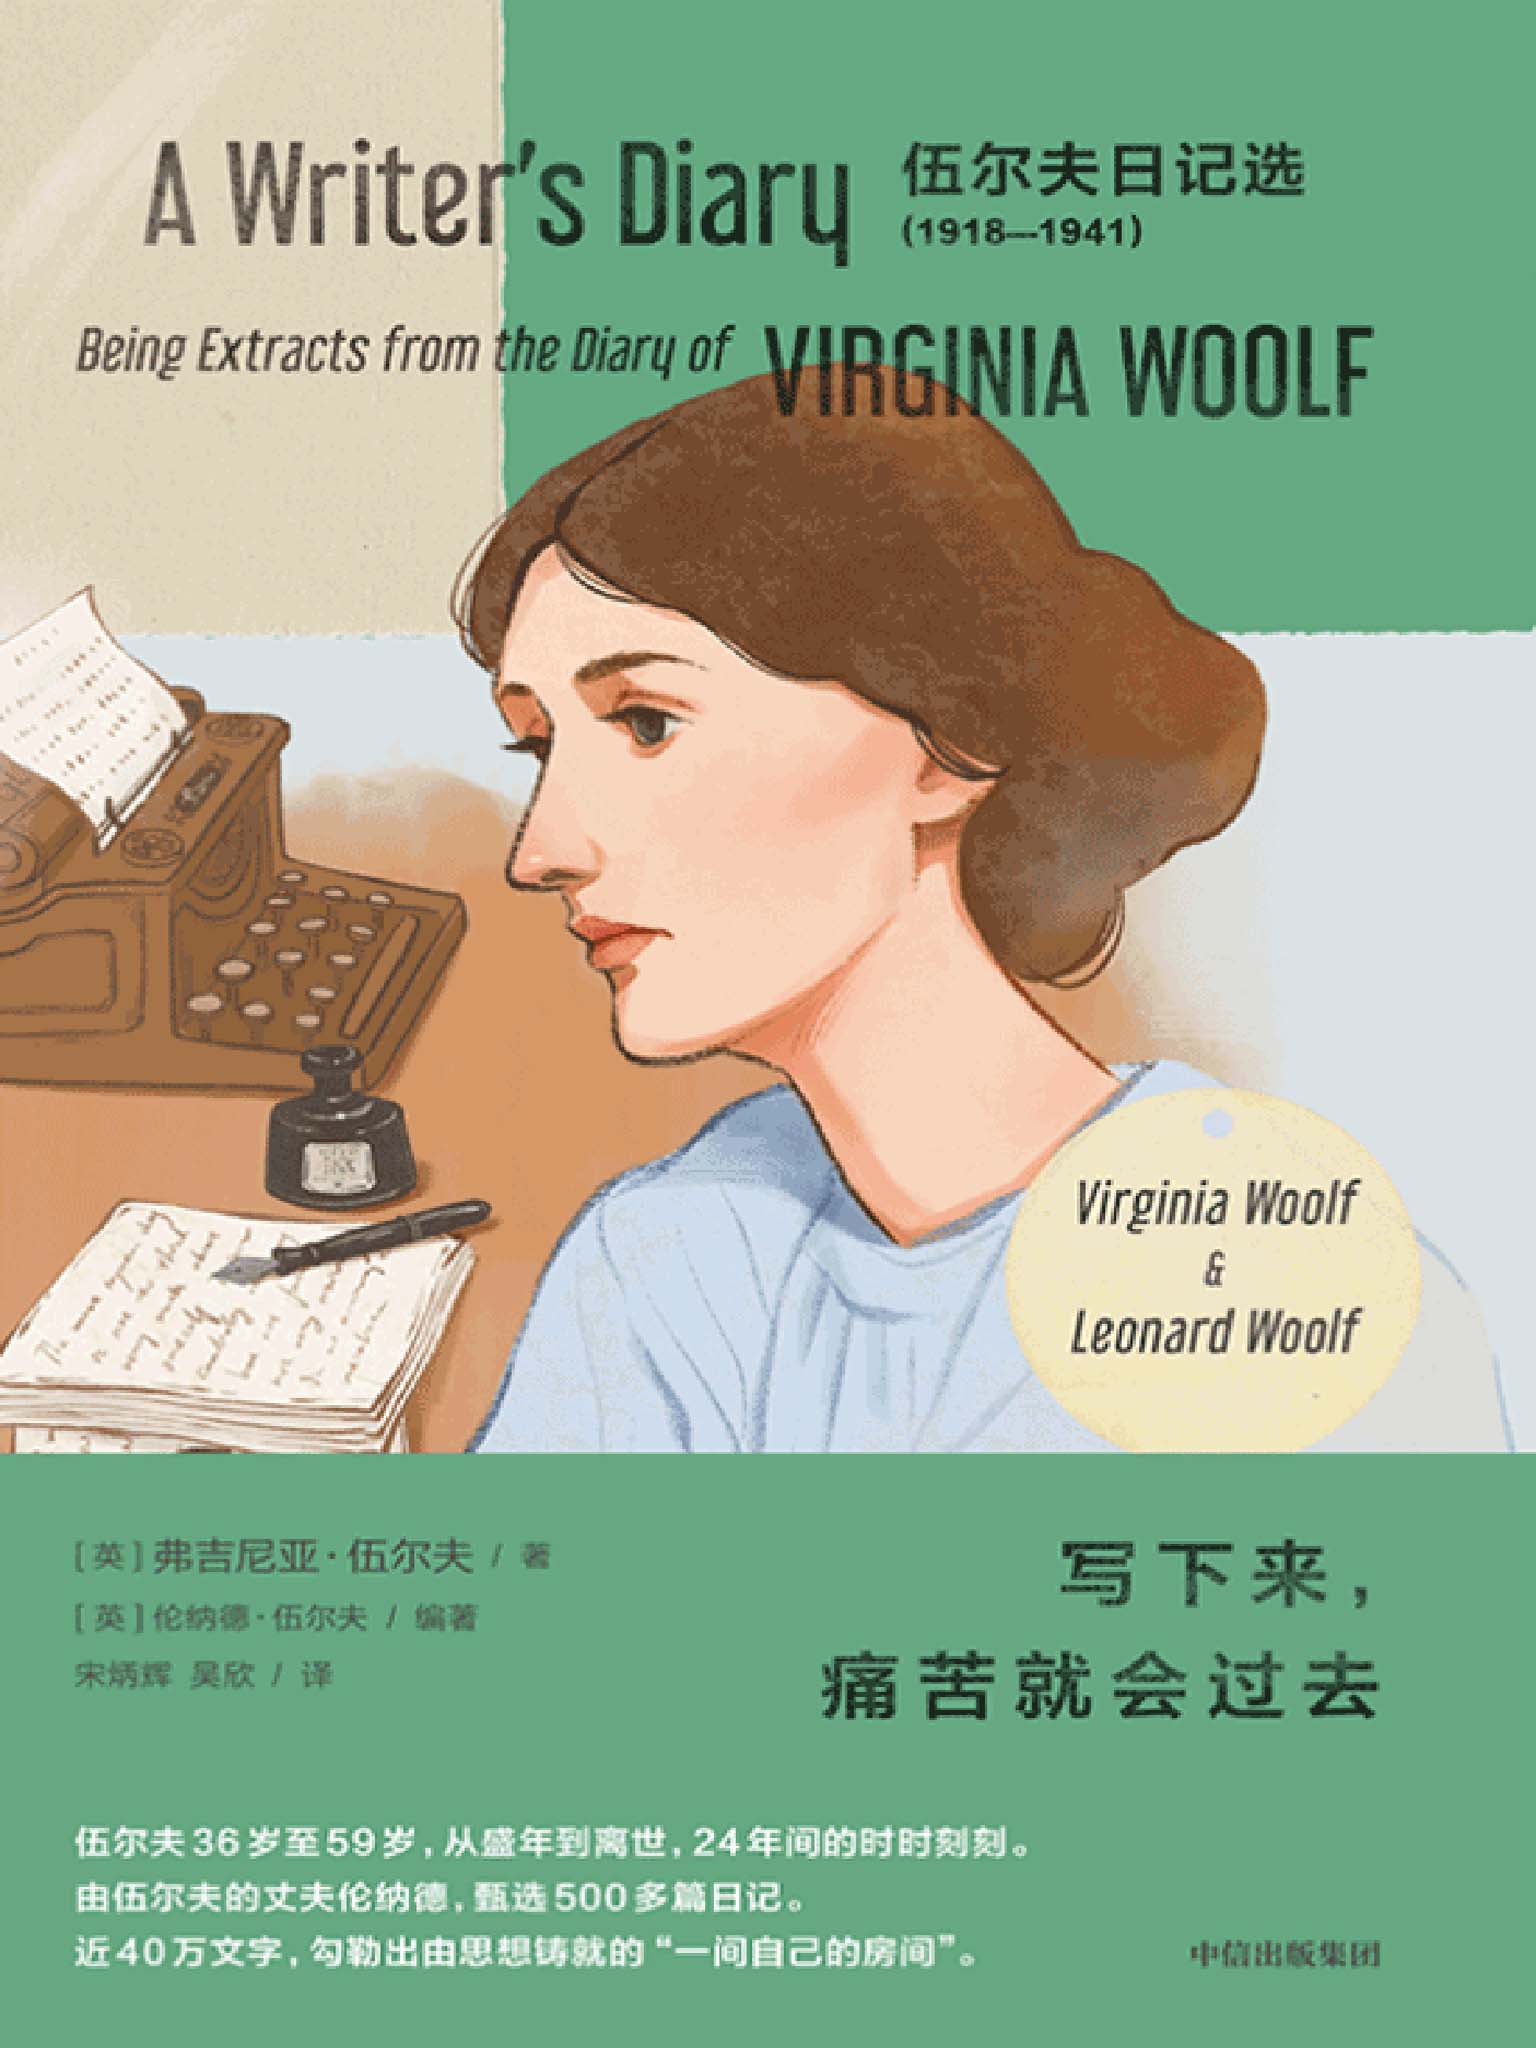 A Writer's Diary
伍尔夫日记选
(1918—1941)
Being Extracts from the Diary of VIRGINIA WOOLF
Virginia Woolf
&
Leonard Woolf
[英]弗吉尼亚·伍尔夫 / 著
[英]伦纳德·伍尔夫 / 编著
宋炳辉 吴欣 / 译
写下来，
痛苦就会过去
伍尔夫36岁至59岁，从盛年到离世，24年间的时时刻刻。
由伍尔夫的丈夫伦纳德，甄选500多篇日记。
近40万文字，勾勒出由思想铸就的“一间自己的房间”。
中信出版集团